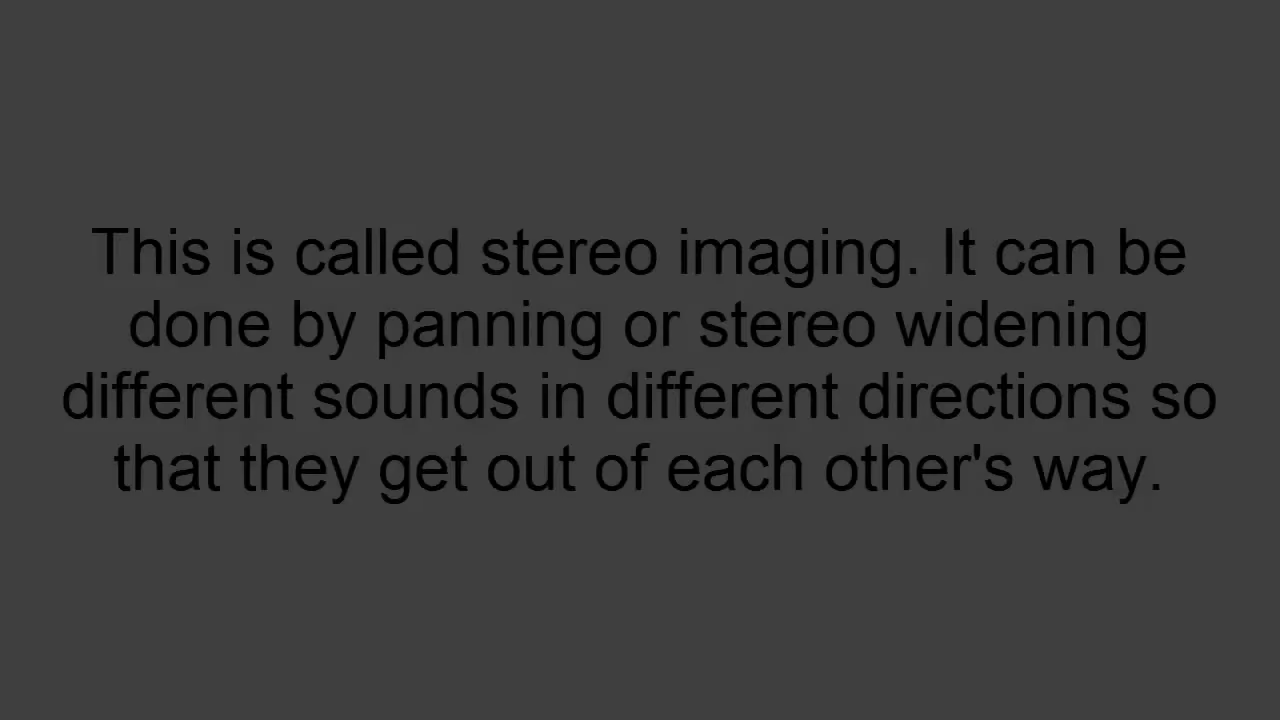 This is called stereo imaging. It can be
done by panning or stereo widening
different sounds in different directions so
that they get out of each other's way.